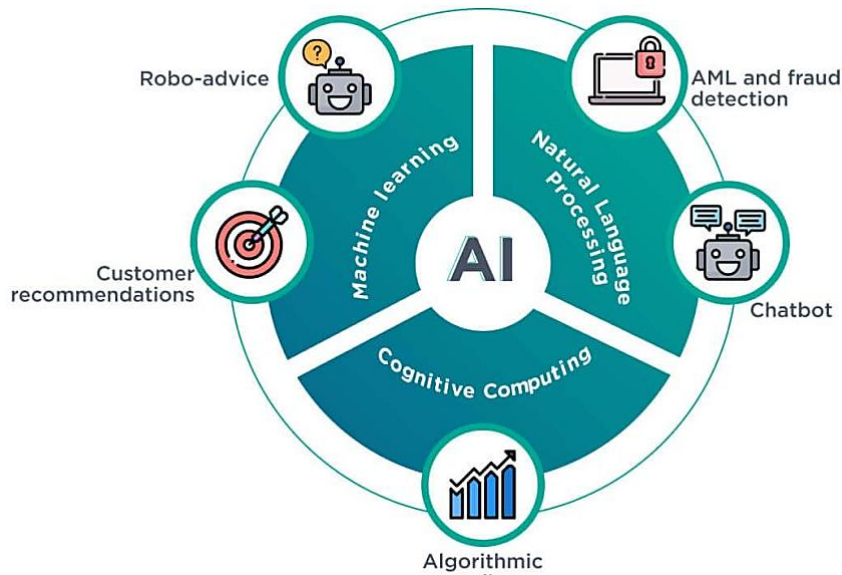 Robo-advice
AML and fraud
detection
Machine learning
Natural Language
Processing
AI
Customer
recommendations
Chatbot
Cognitive Computing
Algorithmic